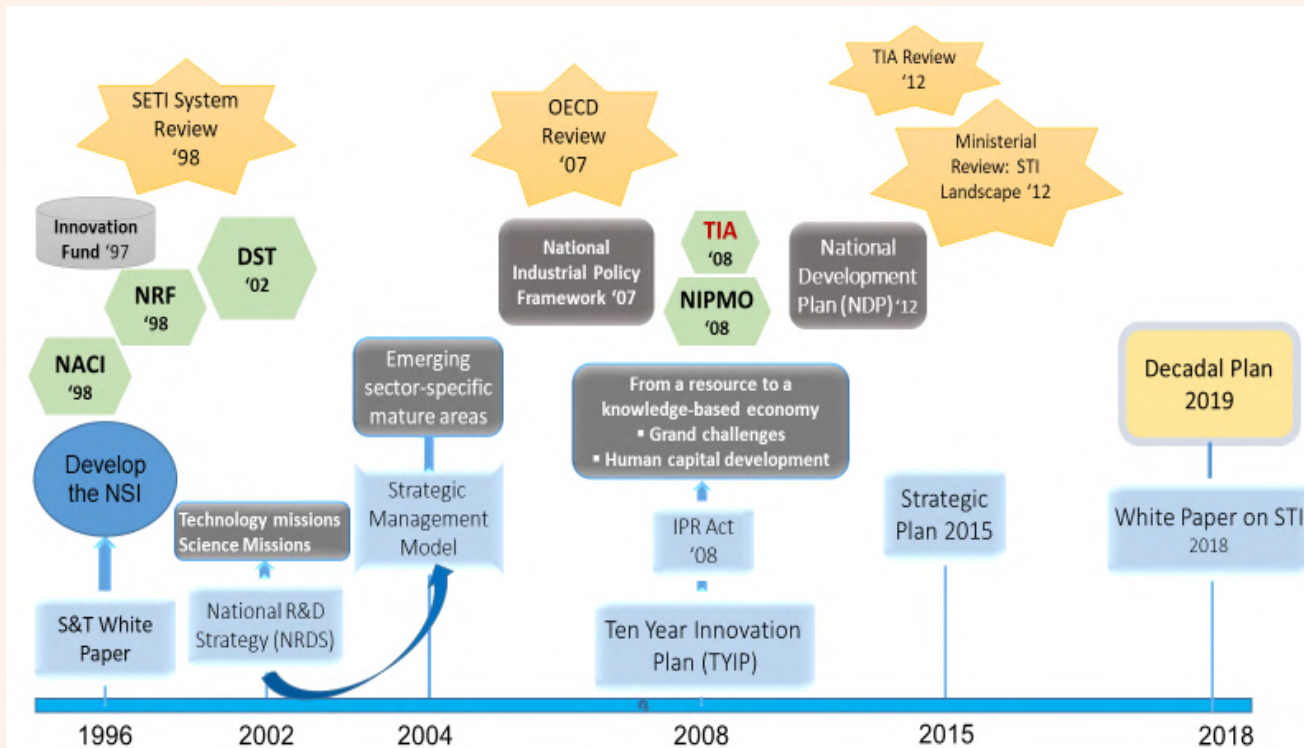 SETI System
Review
‘98
OECD
Review
‘07
TIA Review
‘12
Ministerial
Review: STI
Landscape ‘12
Innovation
Fund ‘97
DST
‘02
NRF
‘98
NACI
‘98
National
Industrial Policy
Framework ‘07
TIA
‘08
NIPMO
‘08
National
Development
Plan (NDP) ‘12
Emerging
sector-specific
mature areas
From a resource to a
knowledge-based economy
▪ Grand challenges
▪ Human capital development
Decadal Plan
2019
Develop
the NSI
Technology missions
Science Missions
Strategic
Management
Model
IPR Act
‘08
Strategic
Plan 2015
White Paper on STI
2018
S&T White
Paper
National R&D
Strategy (NRDS)
Ten Year Innovation
Plan (TYIP)
1996
2002
2004
2008
2015
2018